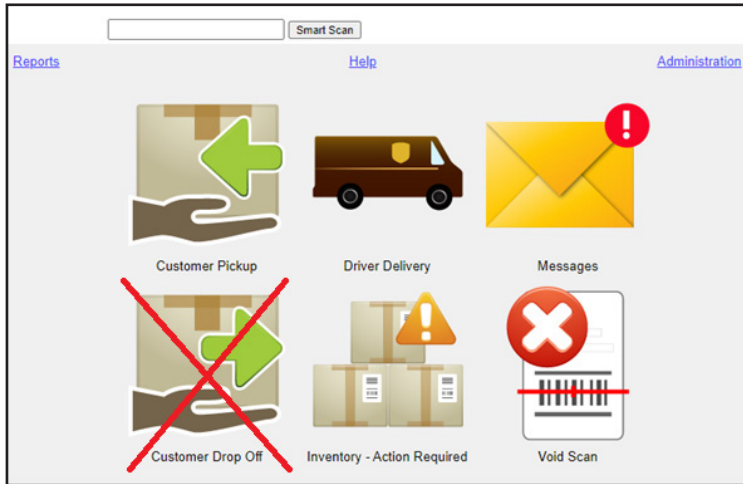 Smart Scan
Reports Help Administration
Customer Pickup Driver Delivery Messages
Customer Drop Off Inventory - Action Required Void Scan